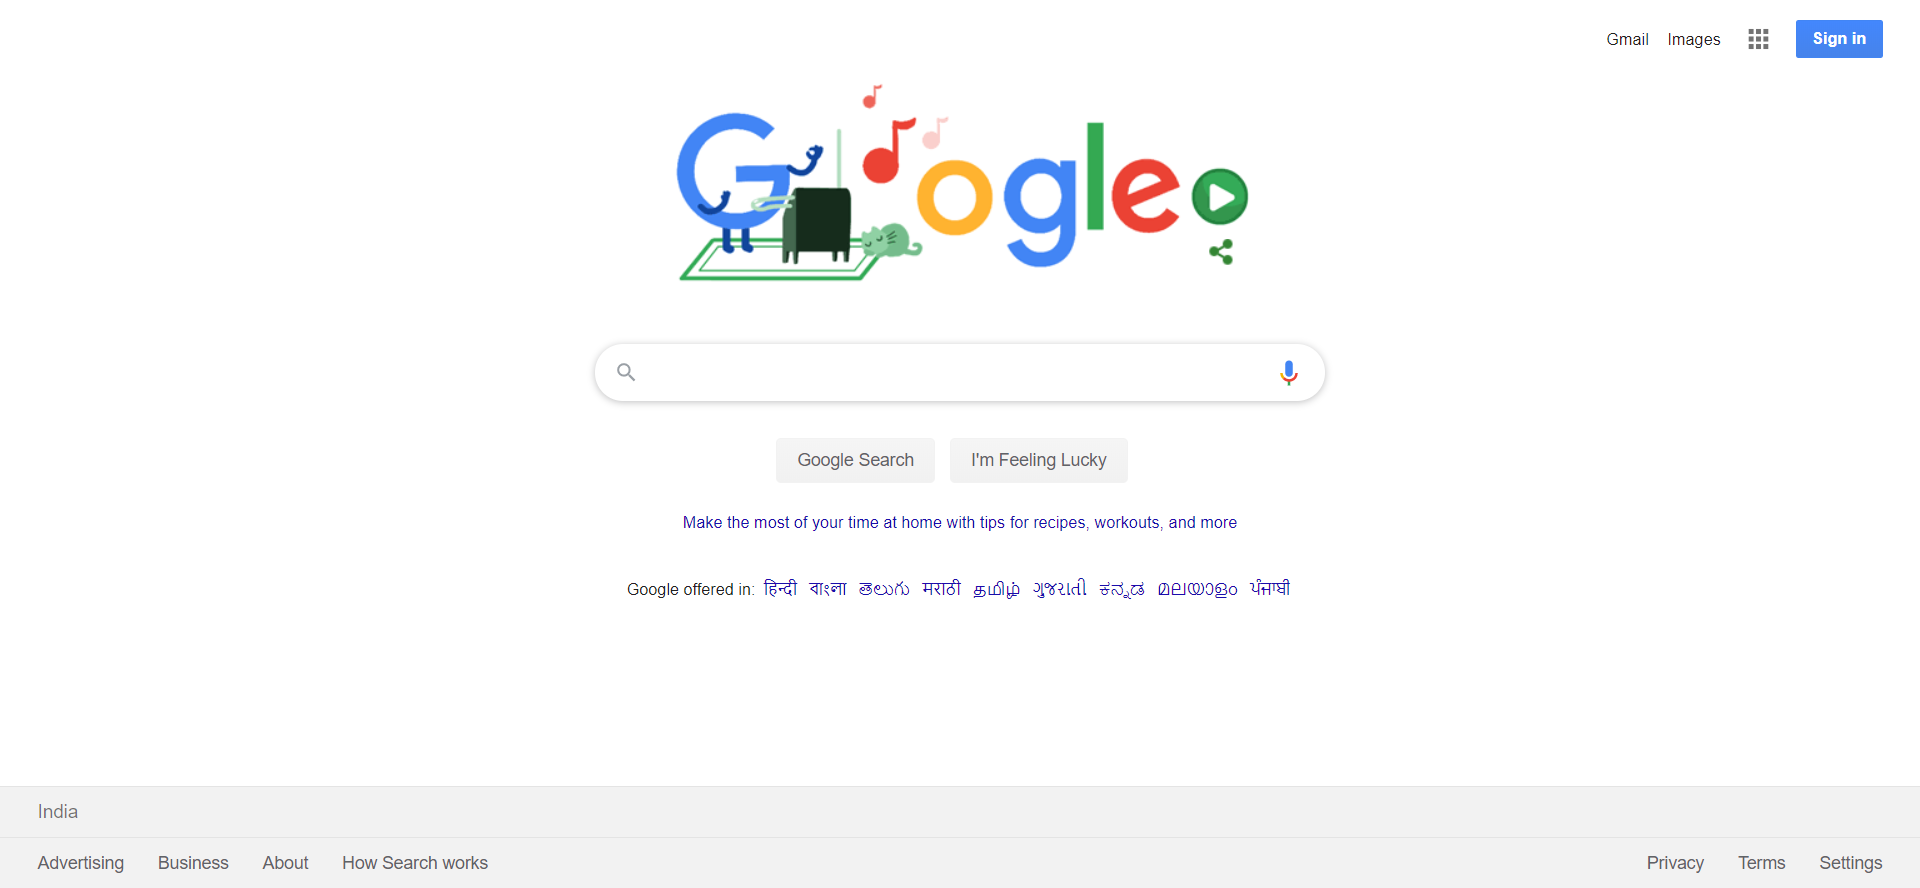 Gmail Images Sign in
Google
Google Search I'm Feeling Lucky
Make the most of your time at home with tips for recipes, workouts, and more
Google offered in: हिन्दी বাংলা తెలుగు मराठी தமிழ் ગુજરાતી ಕನ್ನಡ മലയാളം ਪੰਜਾਬੀ
India
Advertising Business About How Search works Privacy Terms Settings